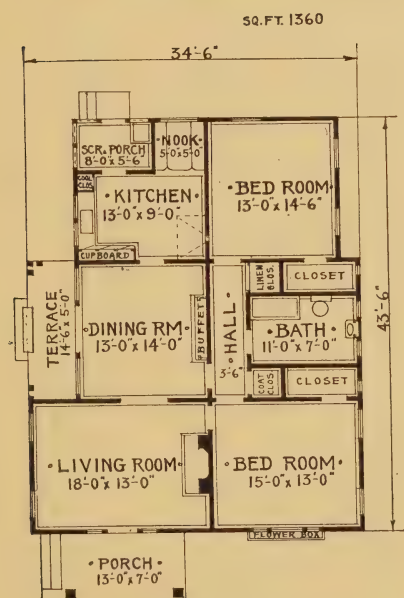 SQ.FT. 1360
34'-6"
SCR. PORCH
8'-0"x 5'-6
NOOK
5'-0"x5'-0"
COOL
CLOS.
KITCHEN
13'-0"x 9'-0"
BED ROOM
13'-0"x 14'-6"
CUPBOARD
LINEN
CLOS.
CLOSET
43'-6"
TERRACE
14'-6"x 5'-0"
DINING RM
13'-0"x 14'-0"
BUFFET
HALL
3'-6"
BATH
11'-0"x 7'-0"
COAT
CLOS.
CLOSET
LIVING ROOM
18'-0"x 13'-0"
BED ROOM
15'-0"x 13'-0"
FLOWER BOX
PORCH
13'-0"x 7'-0"